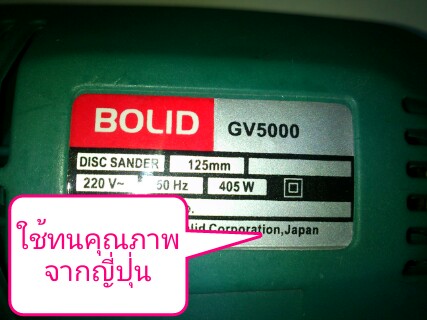 BOLID
GV5000
DISC SANDER 125mm
220 V~ 50 Hz 405 W
Corporation,Japan
ใช้ทนคุณภาพ
จากญี่ปุ่น